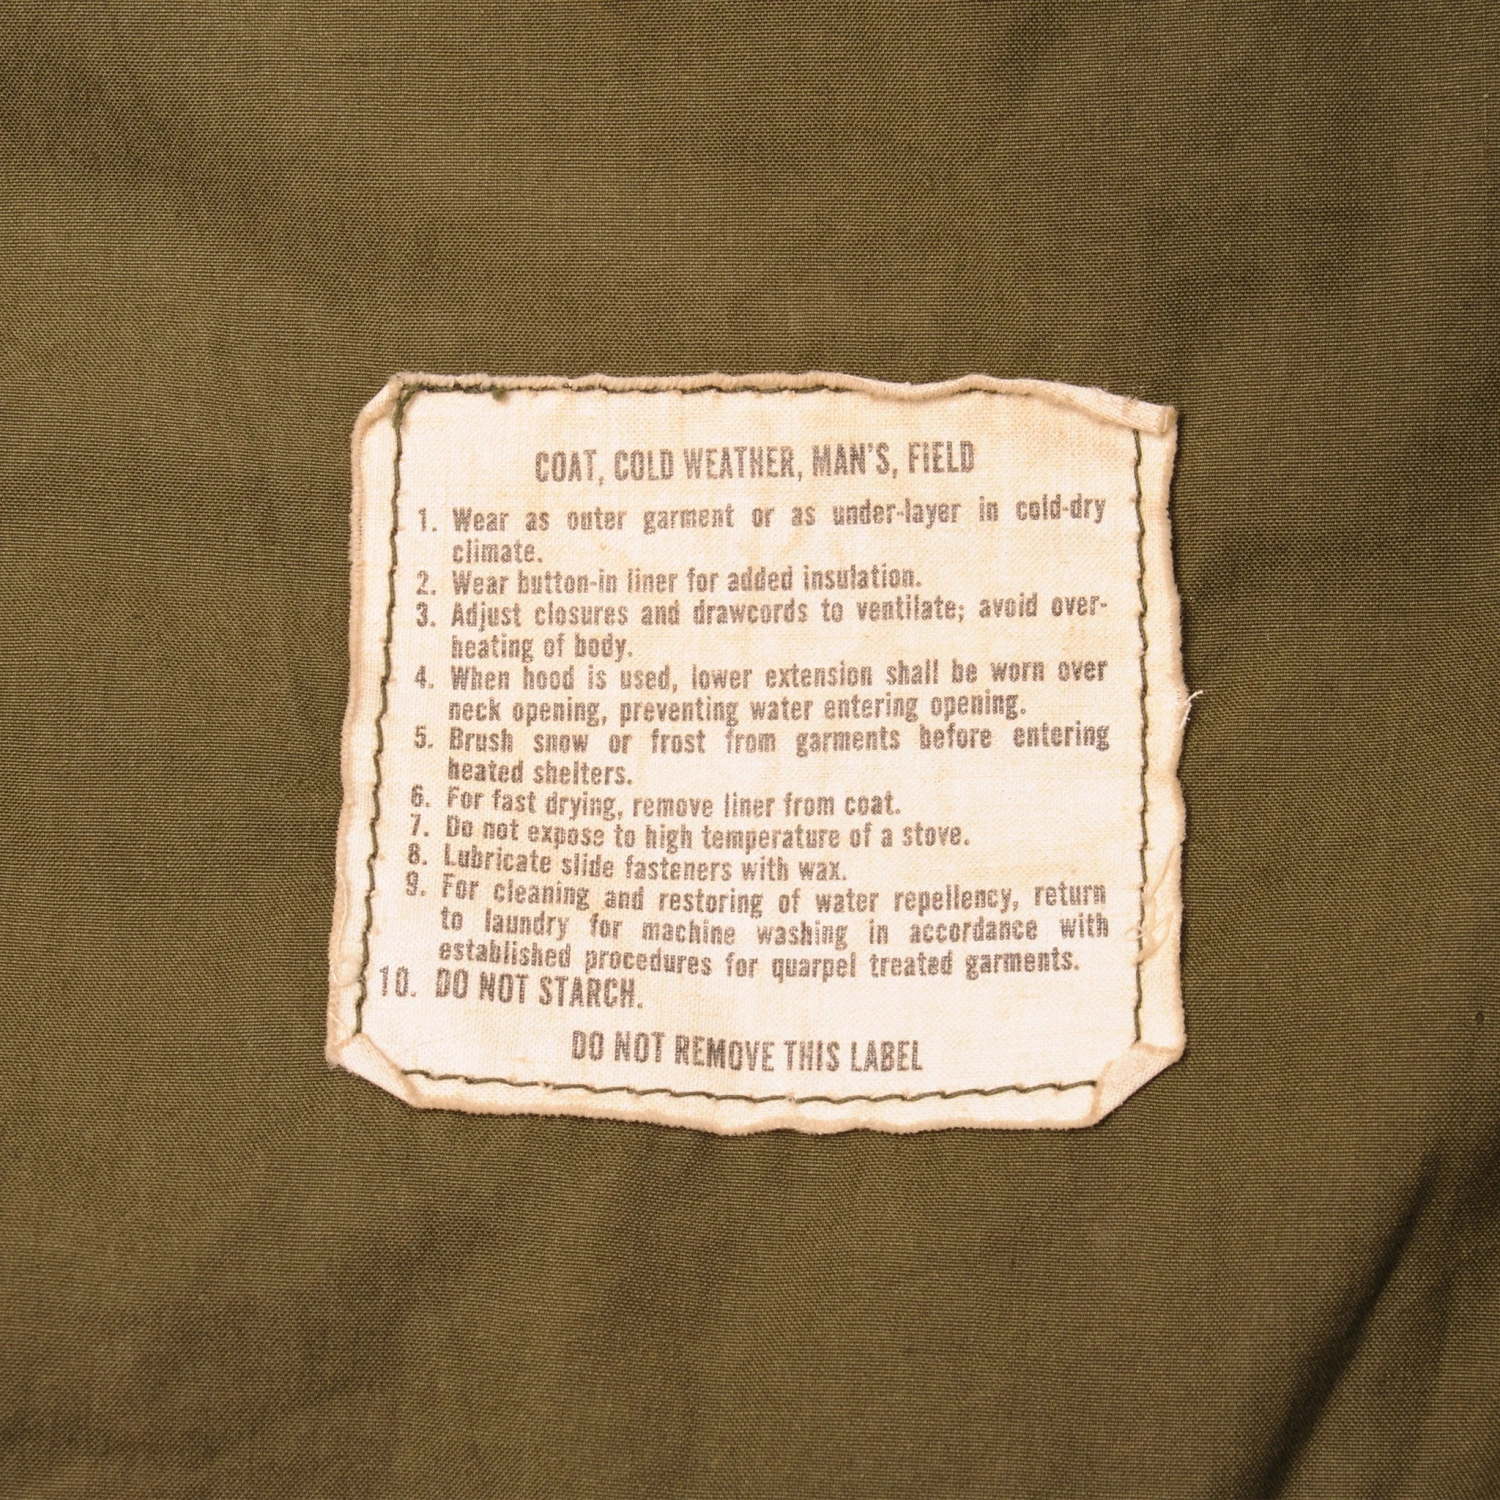 COAT, COLD WEATHER, MAN'S, FIELD
1. Wear as outer garment or as under-layer in cold-dry
climate.
2. Wear button-in liner for added insulation.
3. Adjust closures and drawcords to ventilate; avoid over-
heating of body.
4. When hood is used, lower extension shall be worn over
neck opening, preventing water entering opening.
5. Brush snow or frost from garments before entering
heated shelters.
6. For fast drying, remove liner from coat.
7. Do not expose to high temperature of a stove.
8. Lubricate slide fasteners with wax.
9. For cleaning and restoring of water repellency, return
to laundry for machine washing in accordance with
established procedures for quarpel treated garments.
10. DO NOT STARCH.
DO NOT REMOVE THIS LABEL